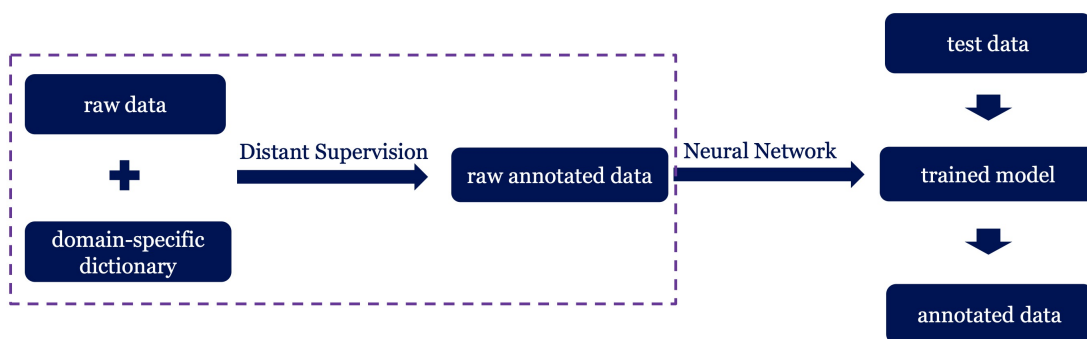 raw data
domain-specific
dictionary
Distant Supervision
raw annotated data
Neural Network
test data
trained model
annotated data